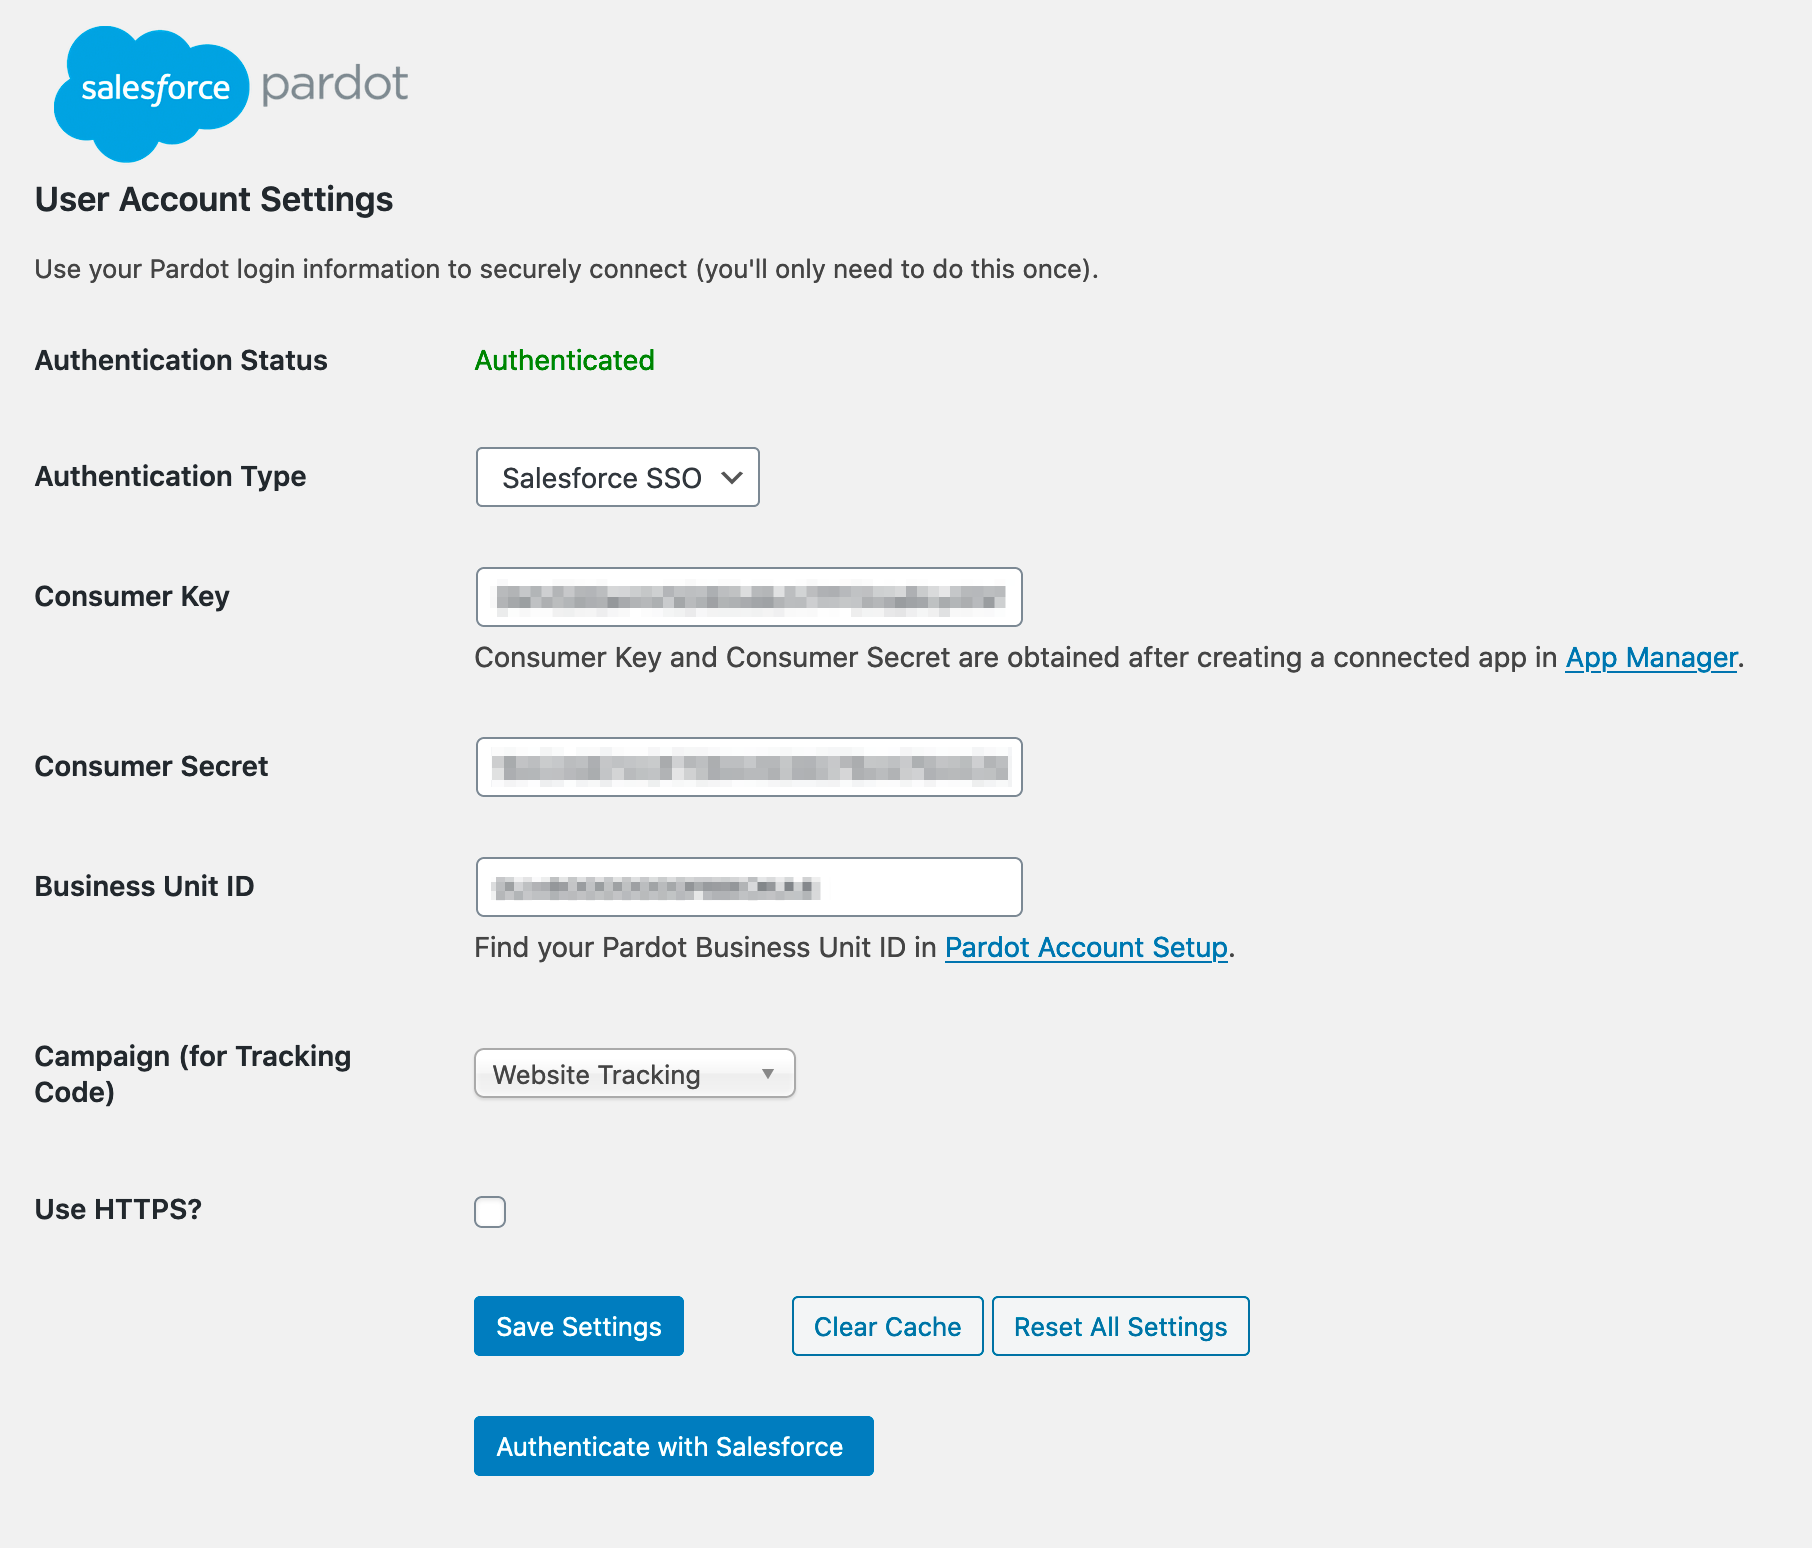 salesforce pardot
User Account Settings
Use your Pardot login information to securely connect (you'll only need to do this once).
Authentication Status Authenticated
Authentication Type Salesforce SSO
Consumer Key
Consumer Key and Consumer Secret are obtained after creating a connected app in App Manager.
Consumer Secret
Business Unit ID
Find your Pardot Business Unit ID in Pardot Account Setup.
Campaign (for Tracking
Code)
Website Tracking
Use HTTPS?
Save Settings Clear Cache Reset All Settings
Authenticate with Salesforce